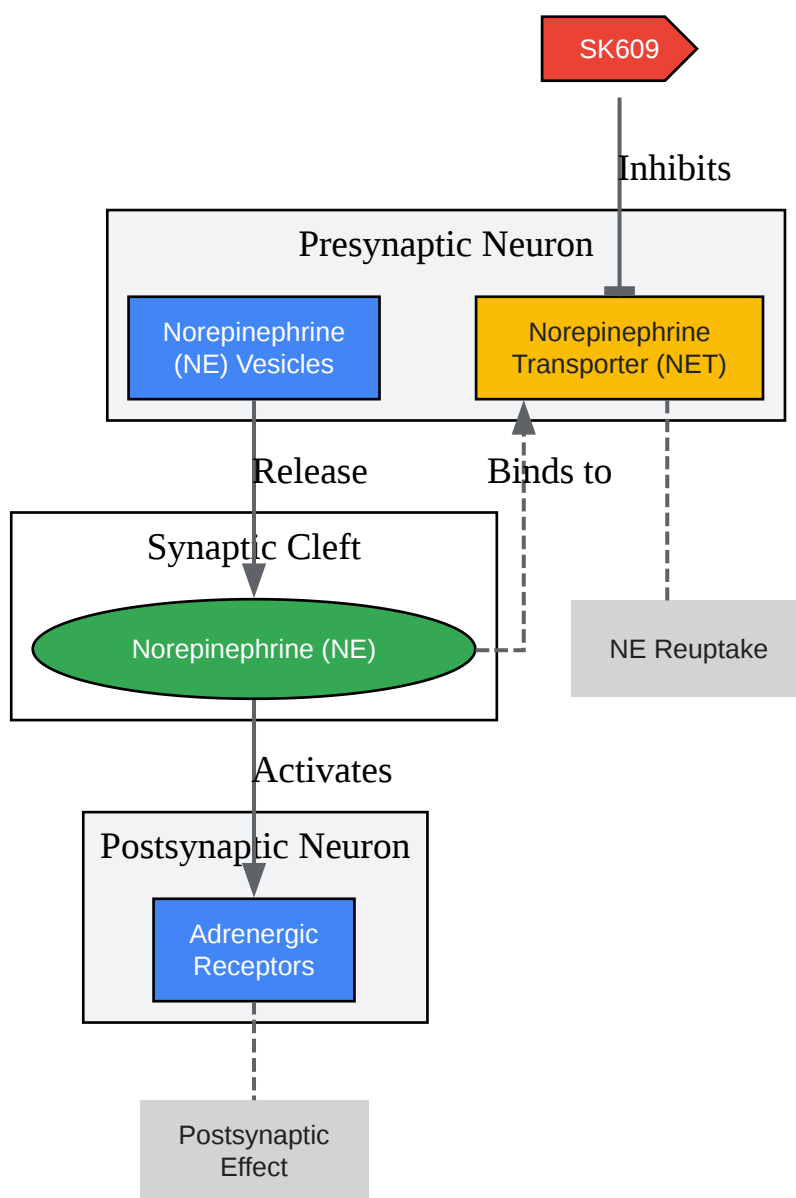 SK609
Inhibits
Presynaptic Neuron
Norepinephrine
(NE) Vesicles
Norepinephrine
Transporter (NET)
Release
Binds to
Synaptic Cleft
Norepinephrine (NE)
NE Reuptake
Activates
Postsynaptic Neuron
Adrenergic
Receptors
Postsynaptic
Effect